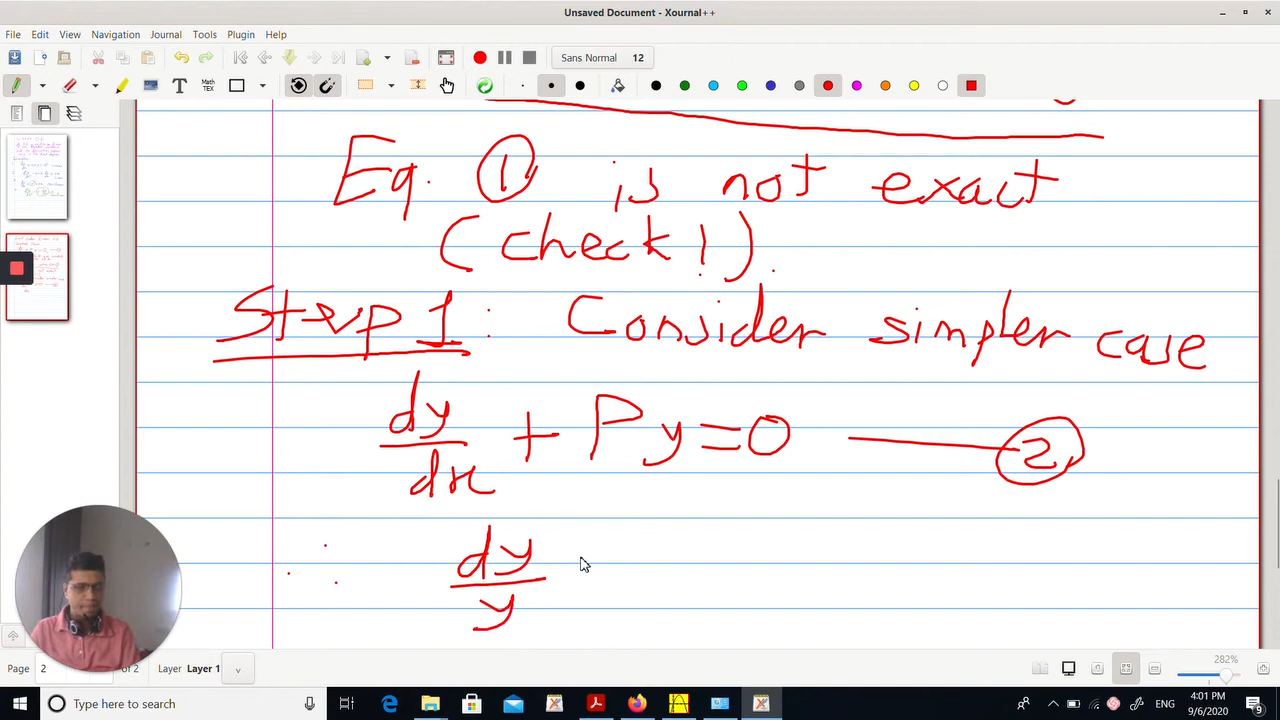 Unsaved Document - Xournal++
File Edit View Navigation Journal Tools Plugin Help
Sans Normal 12
Eq. ① is not exact
(check!).
Step 1: Consider simpler case
dy/dx + Py = 0 —— ②
∴ dy/y
Page 2 of 2 Layer Layer 1
282%
Type here to search
ENG
4:01 PM
9/6/2020
9